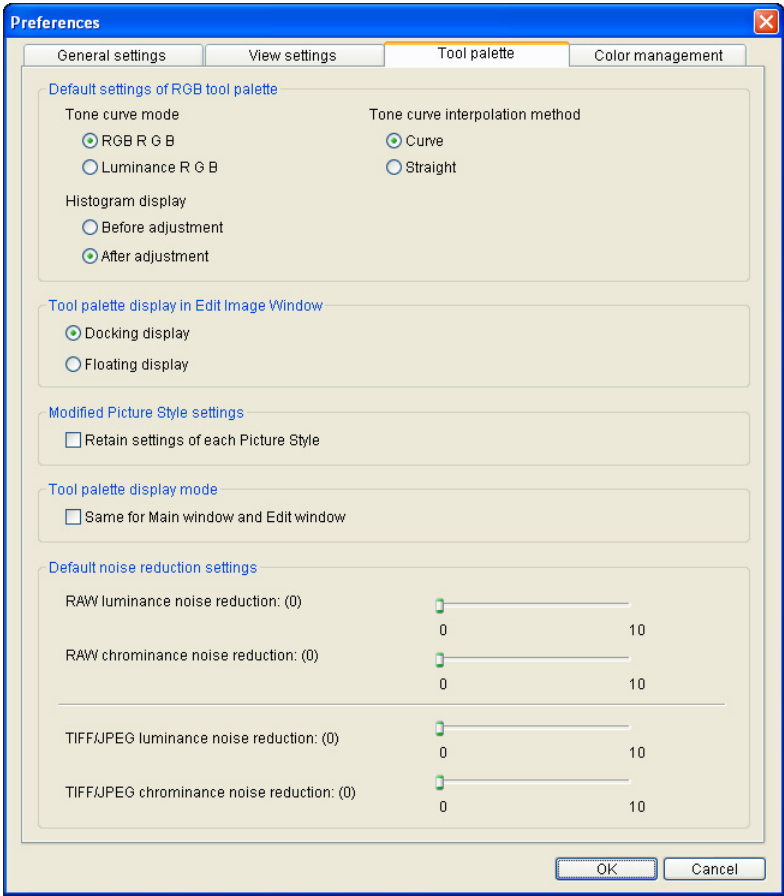 Preferences
General settings
View settings
Tool palette
Color management
Default settings of RGB tool palette
Tone curve mode
RGB R G B
Luminance R G B
Tone curve interpolation method
Curve
Straight
Histogram display
Before adjustment
After adjustment
Tool palette display in Edit Image Window
Docking display
Floating display
Modified Picture Style settings
Retain settings of each Picture Style
Tool palette display mode
Same for Main window and Edit window
Default noise reduction settings
RAW luminance noise reduction: (0)
0 10
RAW chrominance noise reduction: (0)
0 10
TIFF/JPEG luminance noise reduction: (0)
0 10
TIFF/JPEG chrominance noise reduction: (0)
0 10
OK
Cancel